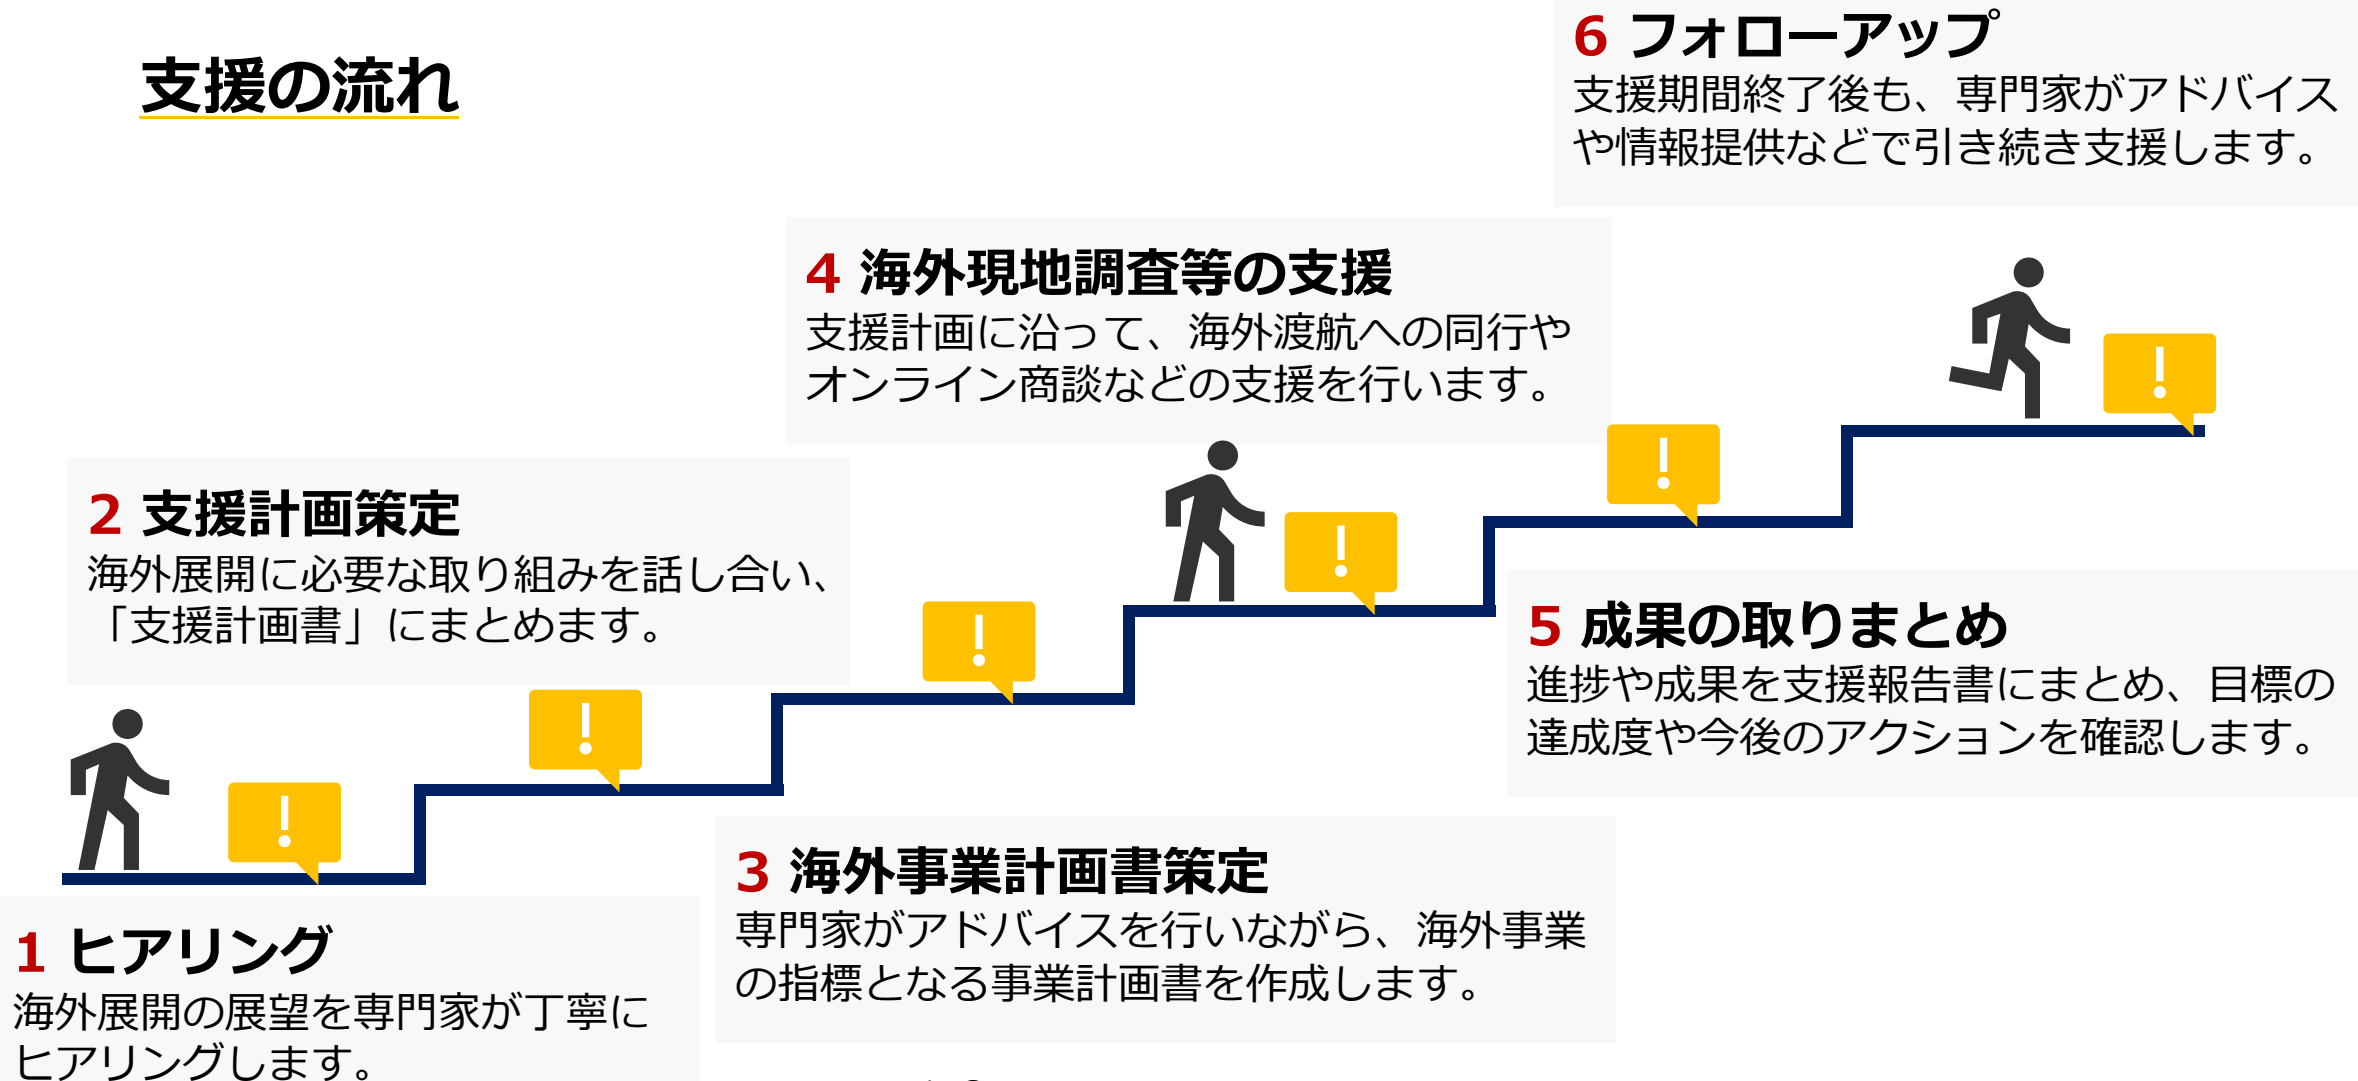 支援の流れ
6 フォローアップ
支援期間終了後も、専門家がアドバイス
や情報提供などで引き続き支援します。
4 海外現地調査等の支援
支援計画に沿って、海外渡航への同行や
オンライン商談などの支援を行います。
2 支援計画策定
海外展開に必要な取り組みを話し合い、
「支援計画書」にまとめます。
5 成果の取りまとめ
進捗や成果を支援報告書にまとめ、目標の
達成度や今後のアクションを確認します。
3 海外事業計画書策定
専門家がアドバイスを行いながら、海外事業
の指標となる事業計画書を作成します。
1 ヒアリング
海外展開の展望を専門家が丁寧に
ヒアリングします。